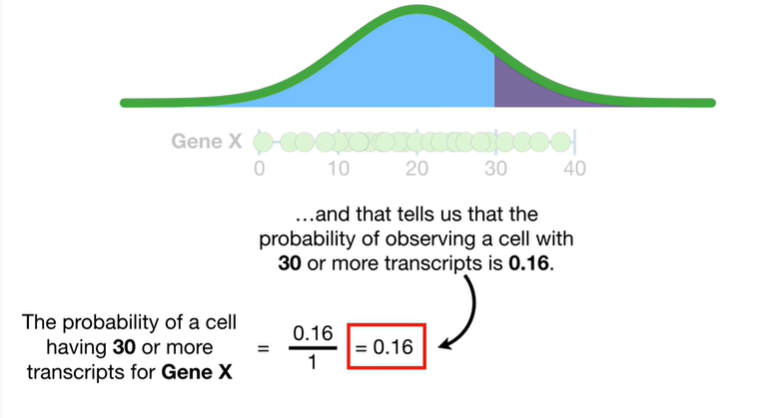 Gene X
0 10 20 30 40
...and that tells us that the
probability of observing a cell with
30 or more transcripts is 0.16.
The probability of a cell
having 30 or more
transcripts for Gene X
=
0.16
1
= 0.16